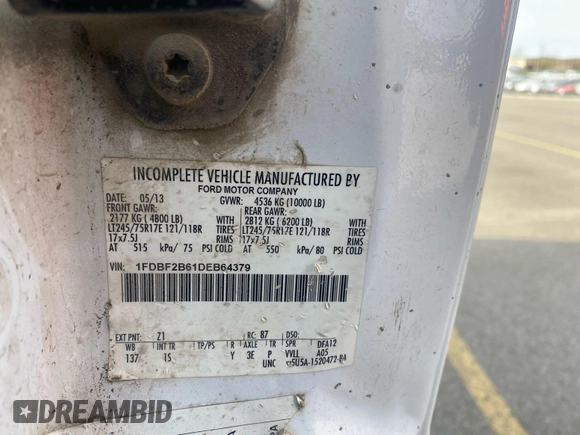 INCOMPLETE VEHICLE MANUFACTURED BY
FORD MOTOR COMPANY
DATE: 05/13 GVWR: 4536 KG (10000 LB)
FRONT GAWR: REAR GAWR:
2177 KG ( 4800 LB) WITH 2812 KG ( 6200 LB) WITH
LT245/75R17E 121/118R TIRES LT245/75R17E 121/118R TIRES
17x7.5J RIMS 17x7.5J RIMS
AT 515 kPa/ 75 PSI COLD AT 550 kPa/ 80 PSI COLD
VIN: 1FDBF2B61DEB64379
EXT PNT: Z1 RC: 87 DSO:
WB INT TR TP/PS R AXLE TR SPR DFA12
137 15 Y 3E P VVLL A05
UNC
DREAMBID